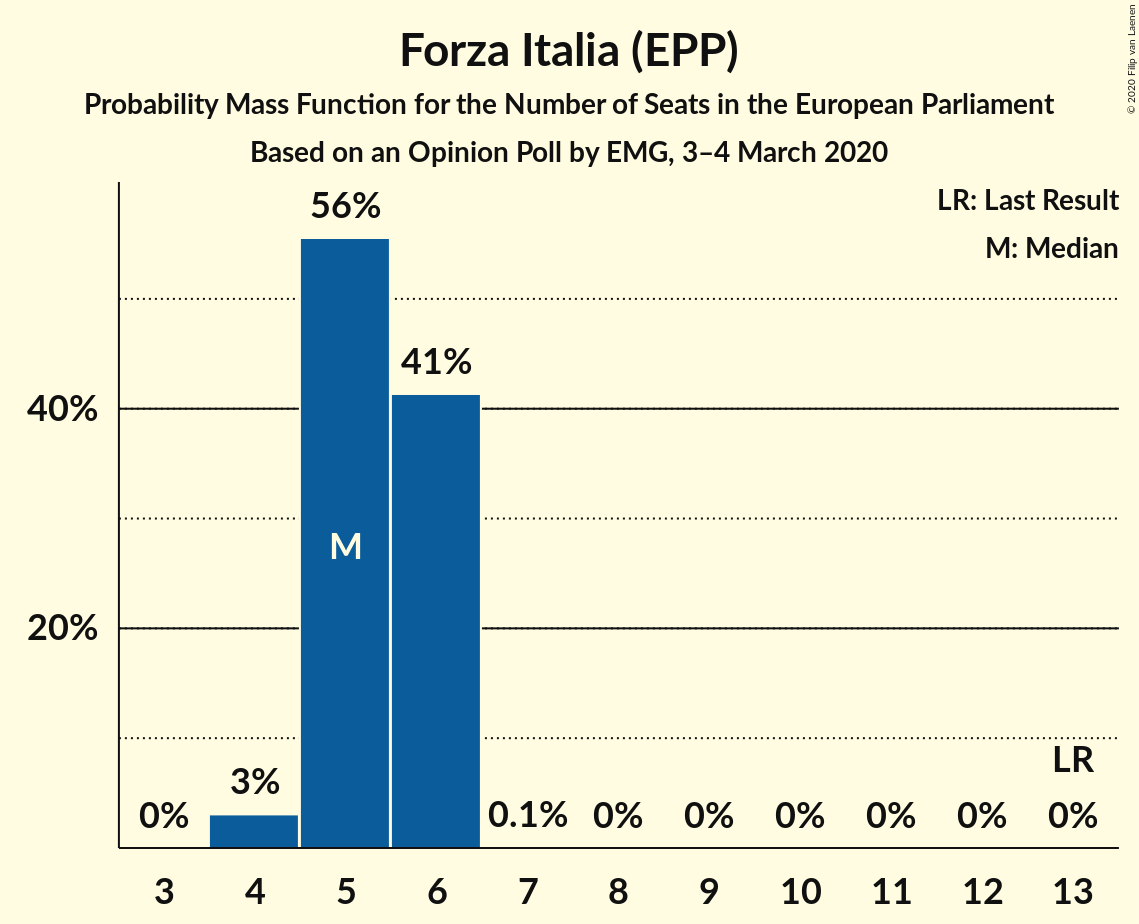 Forza Italia (EPP)
Probability Mass Function for the Number of Seats in the European Parliament
Based on an Opinion Poll by EMG, 3–4 March 2020
© 2020 Filip van Laenen
LR: Last Result
M: Median
56%
41%
40%
M
20%
LR
3%
0% 0.1% 0% 0% 0% 0% 0% 0%
3 4 5 6 7 8 9 10 11 12 13